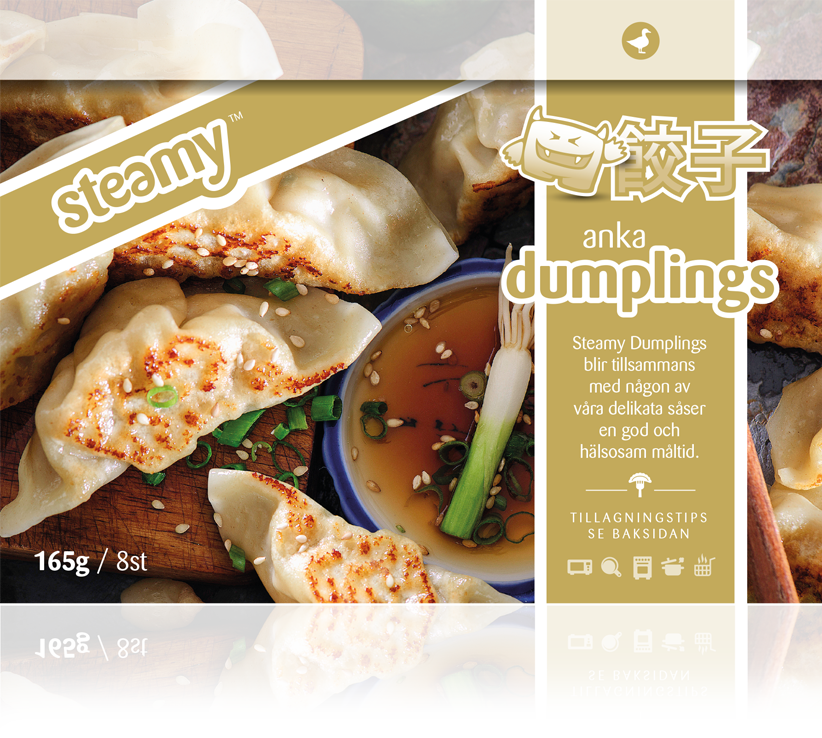 steamy™
餃子
anka
dumplings
Steamy Dumplings
blir tillsammans
med någon av
våra delikata såser
en god och
hälsosam måltid.
TILLAGNINGSTIPS
SE BAKSIDAN
165g / 8st